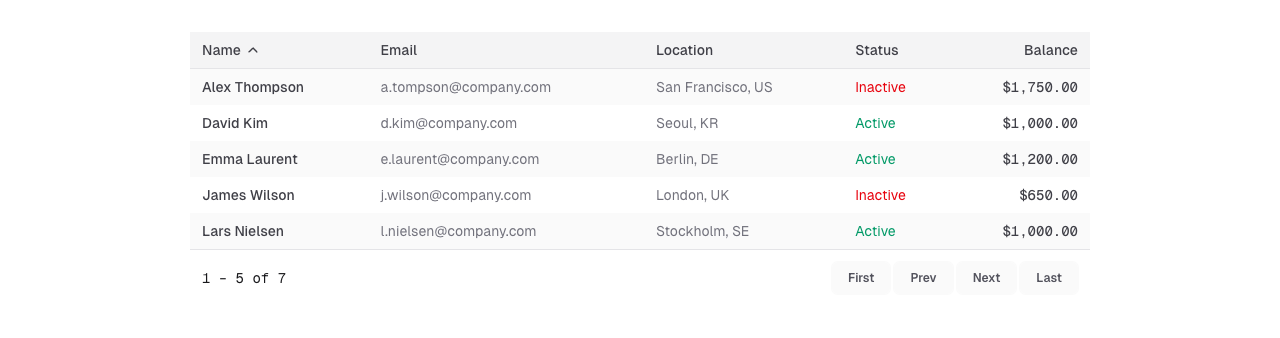 Name Email Location Status Balance
Alex Thompson a.tompson@company.com San Francisco, US Inactive $1,750.00
David Kim d.kim@company.com Seoul, KR Active $1,000.00
Emma Laurent e.laurent@company.com Berlin, DE Active $1,200.00
James Wilson j.wilson@company.com London, UK Inactive $650.00
Lars Nielsen l.nielsen@company.com Stockholm, SE Active $1,000.00
1 – 5 of 7 First Prev Next Last